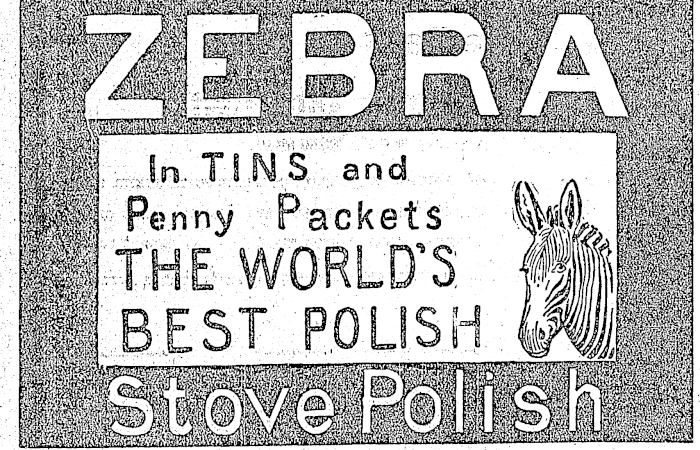 ZEBRA
In TINS and
Penny Packets
THE WORLD'S
BEST POLISH
Stove Polish